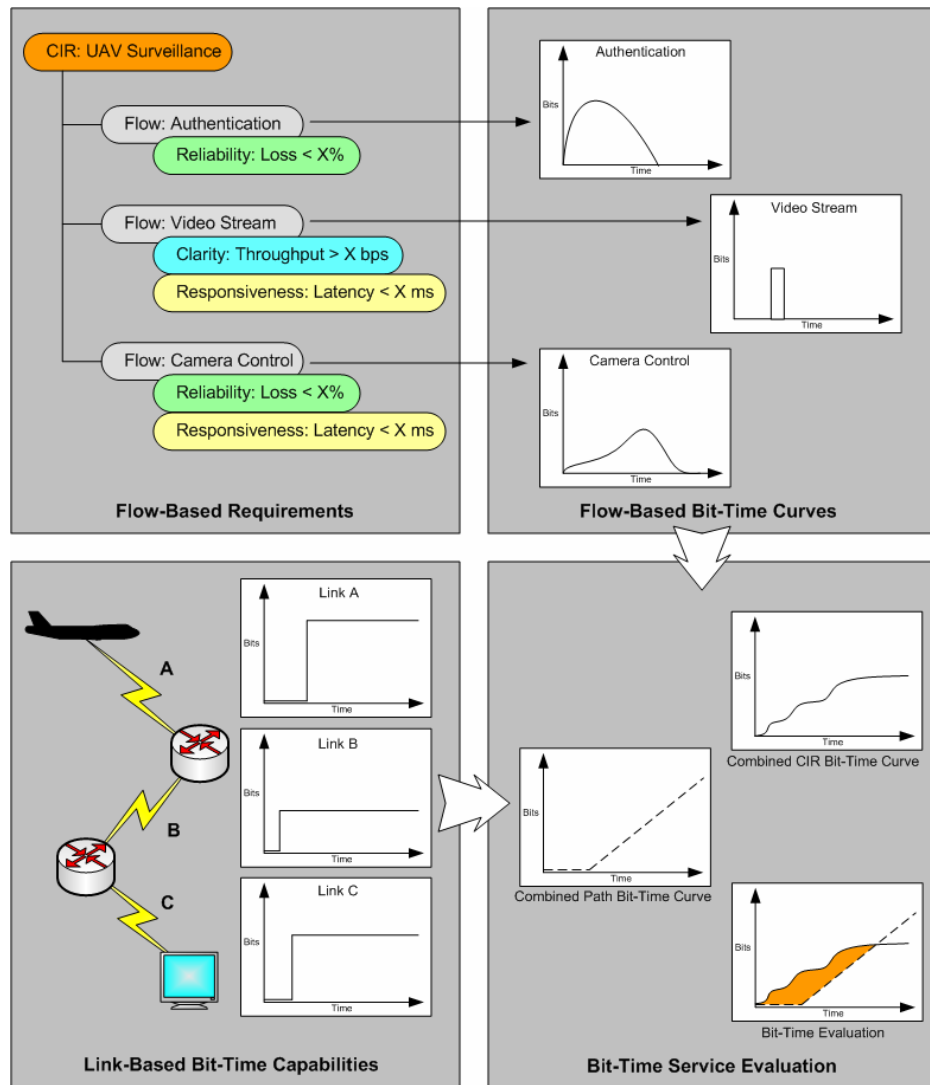 CIR: UAV Surveillance
Flow: Authentication
Reliability: Loss < X%
Flow: Video Stream
Clarity: Throughput > X bps
Responsiveness: Latency < X ms
Flow: Camera Control
Reliability: Loss < X%
Responsiveness: Latency < X ms
Flow-Based Requirements
Authentication
Bits
Time
Video Stream
Bits
Time
Camera Control
Bits
Time
Flow-Based Bit-Time Curves
A
B
C
Link A
Bits
Time
Link B
Bits
Time
Link C
Bits
Time
Link-Based Bit-Time Capabilities
Bits
Time
Combined CIR Bit-Time Curve
Bits
Time
Combined Path Bit-Time Curve
Bits
Time
Bit-Time Evaluation
Bit-Time Service Evaluation